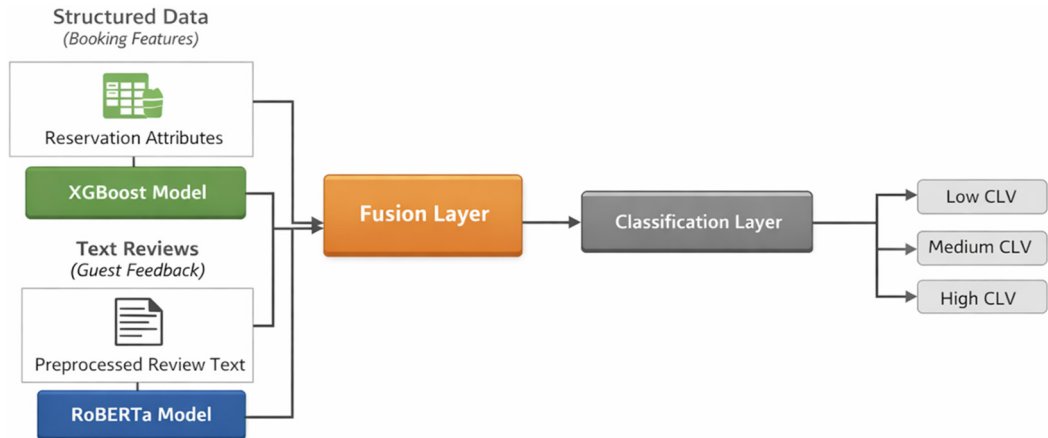 Structured Data
(Booking Features)
Reservation Attributes
XGBoost Model
Text Reviews
(Guest Feedback)
Preprocessed Review Text
RoBERTa Model
Fusion Layer
Classification Layer
Low CLV
Medium CLV
High CLV